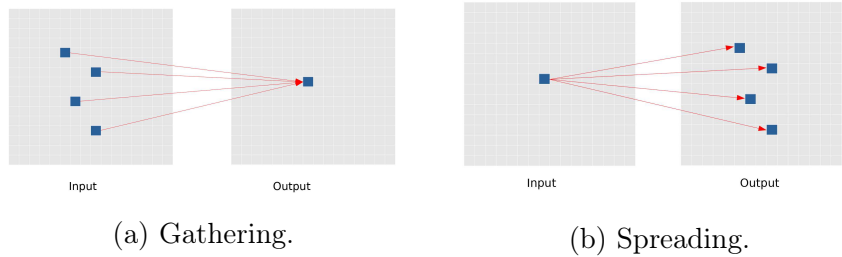 Input
Output
(a) Gathering.
Input
Output
(b) Spreading.